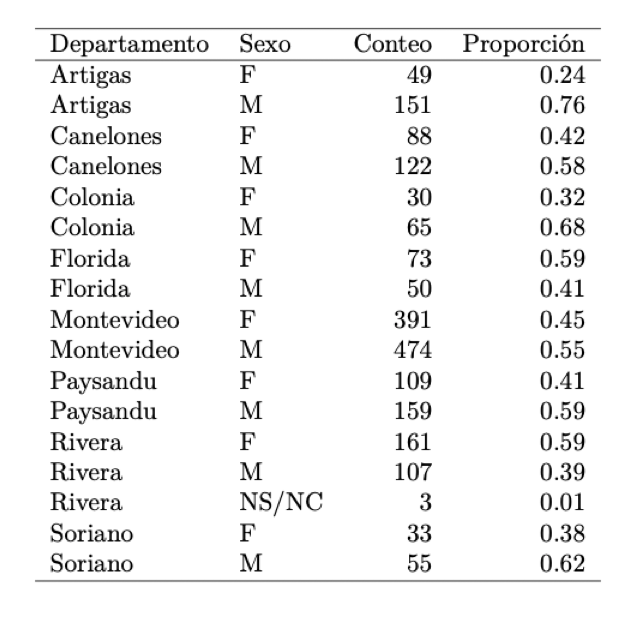 Departamento Sexo Conteo Proporción
Artigas F 49 0.24
Artigas M 151 0.76
Canelones F 88 0.42
Canelones M 122 0.58
Colonia F 30 0.32
Colonia M 65 0.68
Florida F 73 0.59
Florida M 50 0.41
Montevideo F 391 0.45
Montevideo M 474 0.55
Paysandu F 109 0.41
Paysandu M 159 0.59
Rivera F 161 0.59
Rivera M 107 0.39
Rivera NS/NC 3 0.01
Soriano F 33 0.38
Soriano M 55 0.62